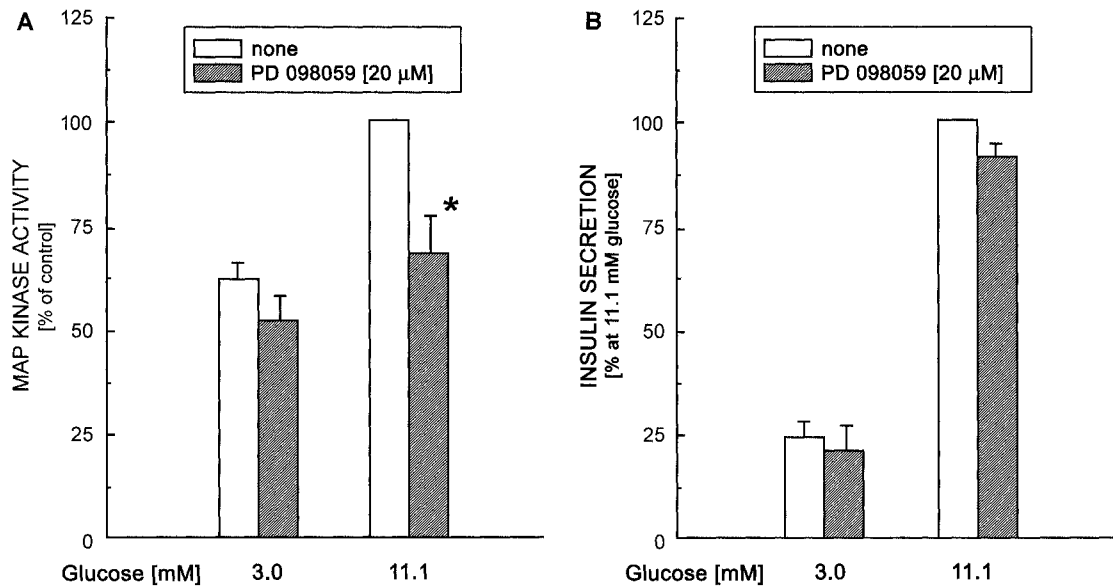 A
125
none
PD 098059 [20 µM]
100
75
50
25
0
MAP KINASE ACTIVITY
[% of control]
*
Glucose [mM]
3.0
11.1
B
125
none
PD 098059 [20 µM]
100
75
50
25
0
INSULIN SECRETION
[% at 11.1 mM glucose]
Glucose [mM]
3.0
11.1